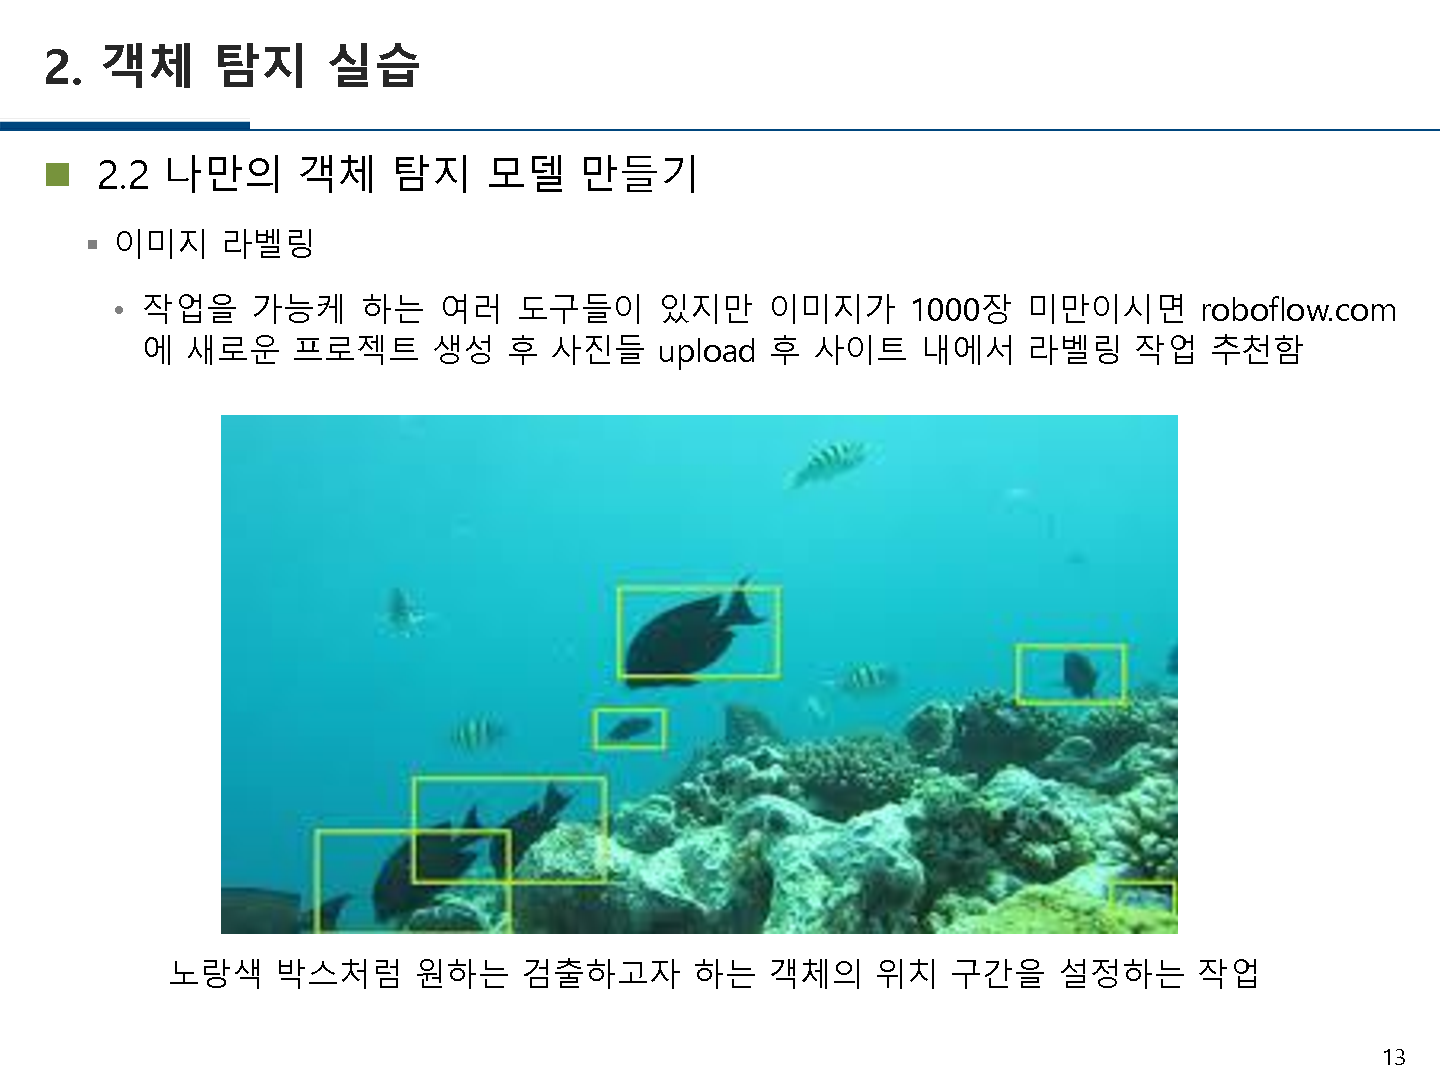 2. 객체 탐지 실습
2.2 나만의 객체 탐지 모델 만들기
이미지 라벨링
작업을 가능케 하는 여러 도구들이 있지만 이미지가 1000장 미만이시면 roboflow.com
에 새로운 프로젝트 생성 후 사진들 upload 후 사이트 내에서 라벨링 작업 추천함
노랑색 박스처럼 원하는 검출하고자 하는 객체의 위치 구간을 설정하는 작업
13